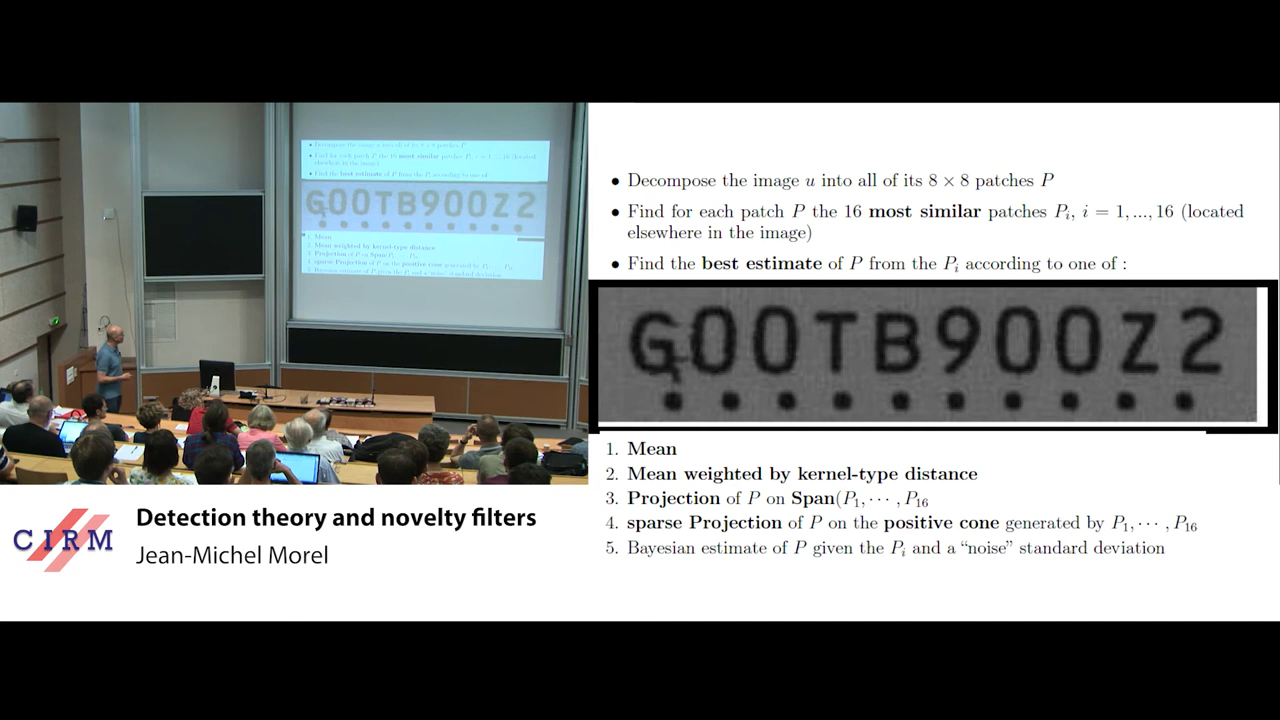 • Decompose the image u into all of its 8 × 8 patches P
• Find for each patch P the 16 most similar patches P_i, i = 1, ..., 16 (located
elsewhere in the image)
• Find the best estimate of P from the P_i according to one of :
G00TB900Z2
1. Mean
2. Mean weighted by kernel-type distance
3. Projection of P on Span(P_1, ⋯ , P_16
4. sparse Projection of P on the positive cone generated by P_1, ⋯ , P_16
5. Bayesian estimate of P given the P_i and a “noise” standard deviation
Detection theory and novelty filters
Jean-Michel Morel
CIRM